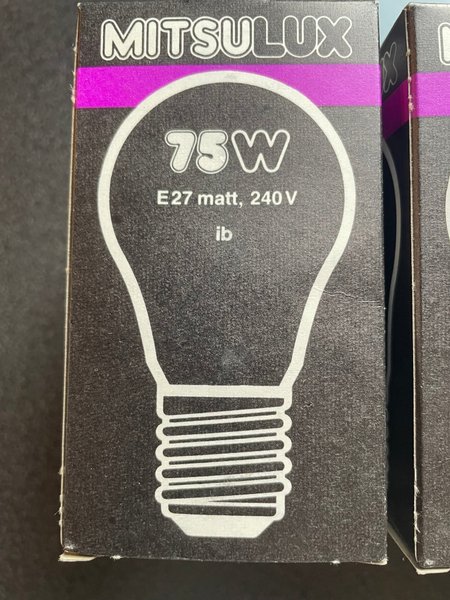 MITSULUX
75W
E27 matt, 240V
ib